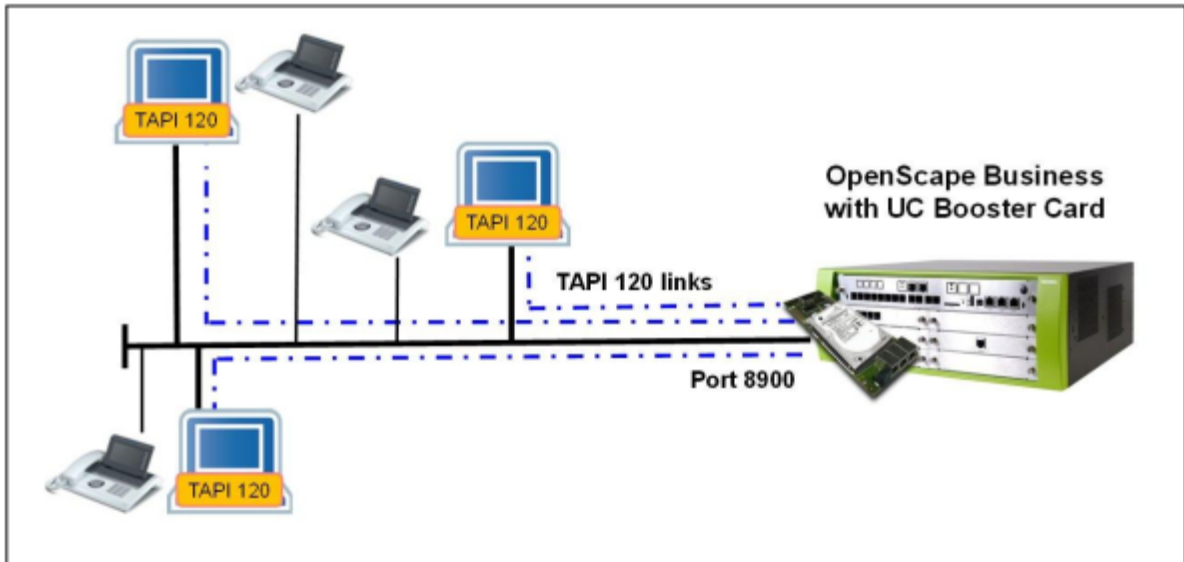 TAPI 120
TAPI 120
OpenScape Business
with UC Booster Card
TAPI 120 links
Port 8900
TAPI 120